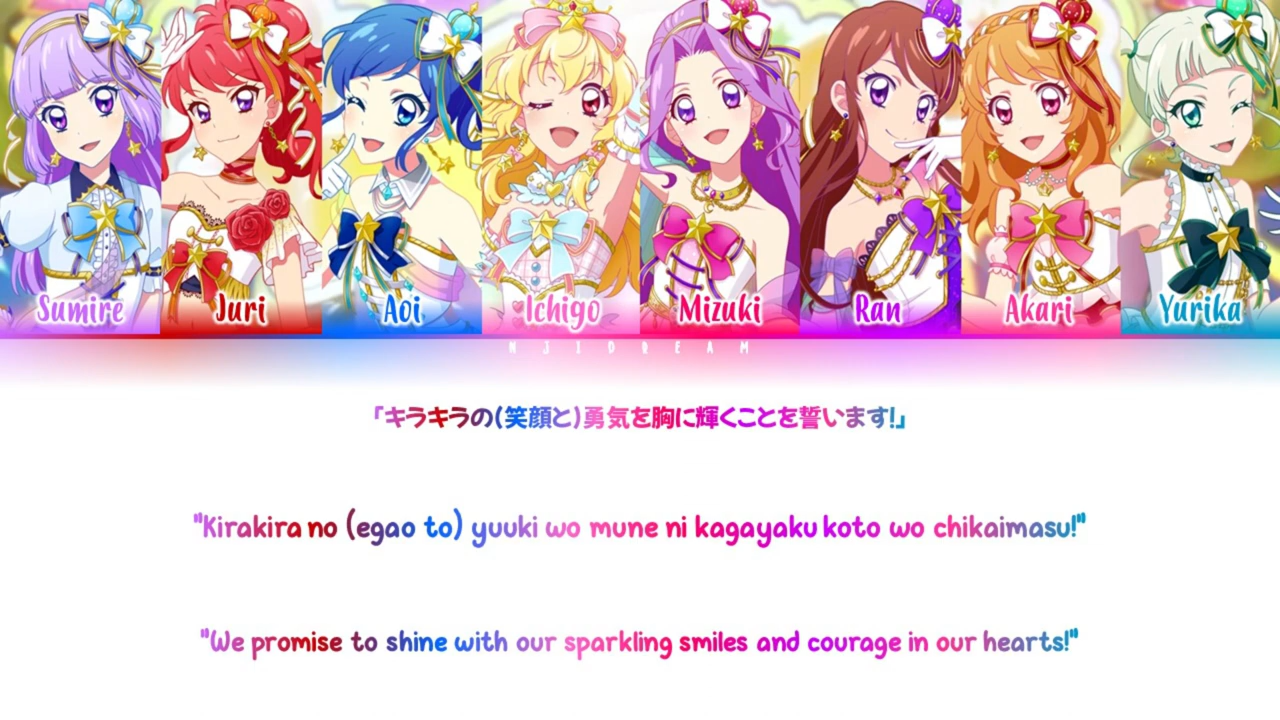 Sumire Juri Aoi Ichigo Mizuki Ran Akari Yurika
NJIDREAM
「キラキラの(笑顔と)勇気を胸に輝くことを誓います!」
"Kirakira no (egao to) yuuki wo mune ni kagayaku koto wo chikaimasu!"
"We promise to shine with our sparkling smiles and courage in our hearts!"